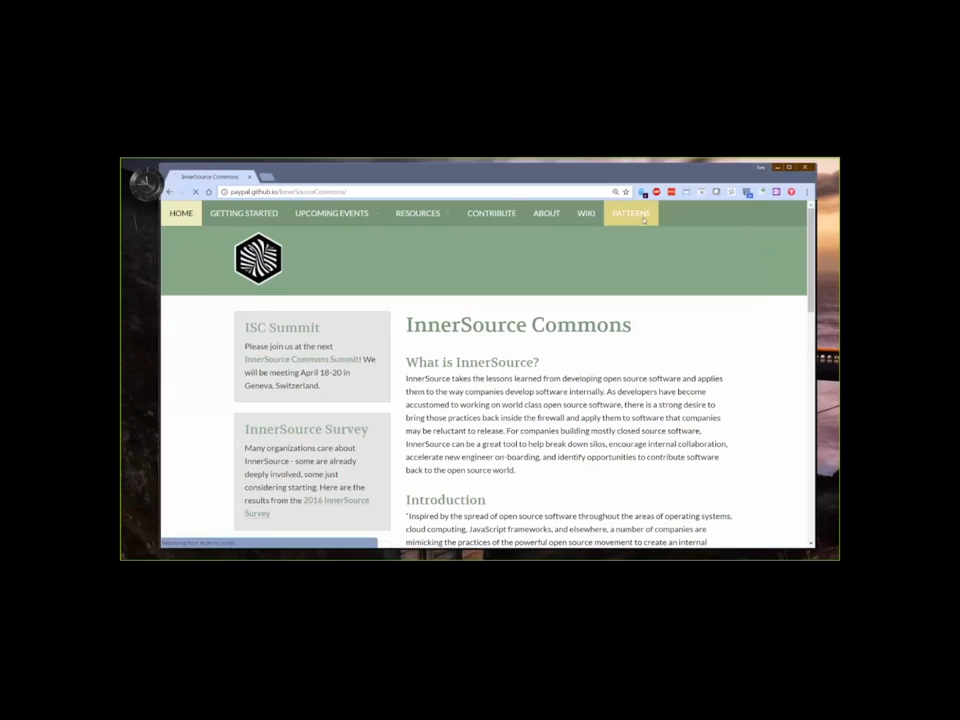 InnerSource Commons
paypal.github.io/InnerSourceCommons/
HOME GETTING STARTED UPCOMING EVENTS RESOURCES CONTRIBUTE ABOUT WIKI PATTERNS
ISC Summit
Please join us at the next
InnerSource Commons Summit! We
will be meeting April 18-20 in
Geneva, Switzerland.
InnerSource Survey
Many organizations care about
InnerSource - some are already
deeply involved, some just
considering starting. Here are the
results from the 2016 InnerSource
Survey
InnerSource Commons
What is InnerSource?
InnerSource takes the lessons learned from developing open source software and applies
them to the way companies develop software internally. As developers have become
accustomed to working on world class open source software, there is a strong desire to
bring those practices back inside the firewall and apply them to software that companies
may be reluctant to release. For companies building mostly closed source software,
InnerSource can be a great tool to help break down silos, encourage internal collaboration,
accelerate new engineer on-boarding, and identify opportunities to contribute software
back to the open source world.
Introduction
"Inspired by the spread of open source software throughout the areas of operating systems,
cloud computing, JavaScript frameworks, and elsewhere, a number of companies are
mimicking the practices of the powerful open source movement to create an internal